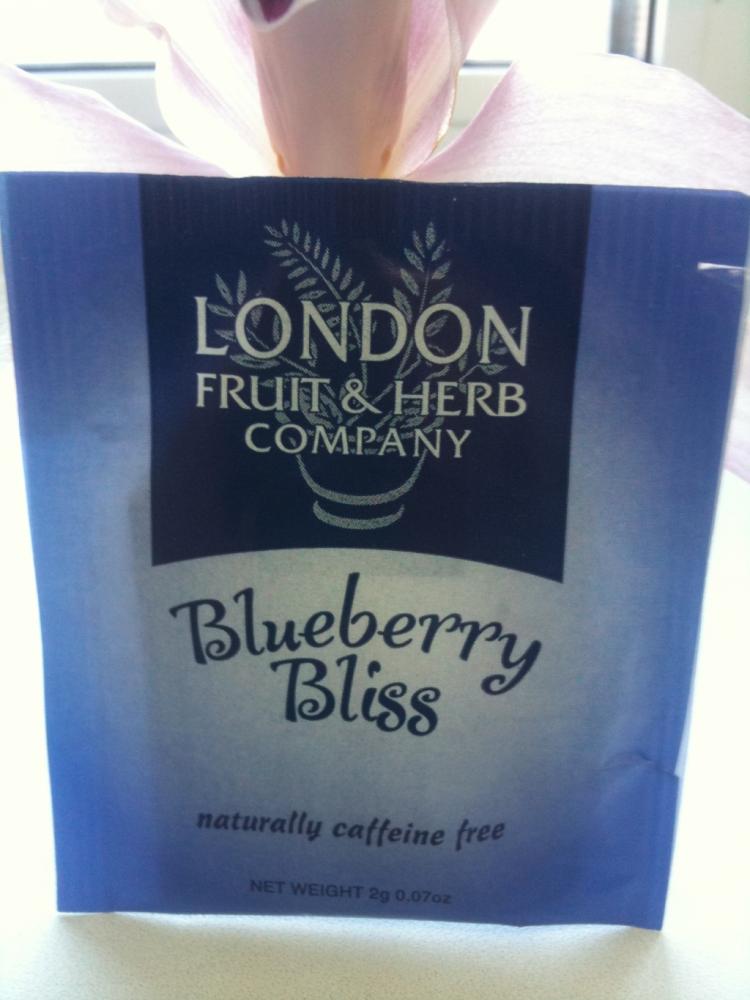 LONDON
FRUIT & HERB
COMPANY
Blueberry
Bliss
naturally caffeine free
NET WEIGHT 2g 0.07oz